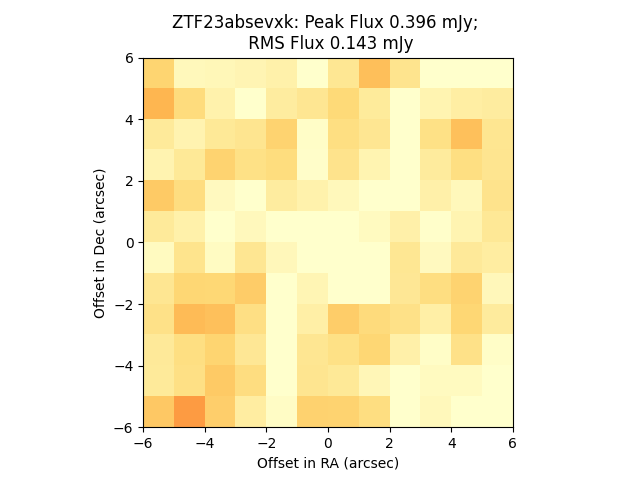 ZTF23absevxk: Peak Flux 0.396 mJy;
RMS Flux 0.143 mJy
6
4
2
0
−2
−4
−6
Offset in Dec (arcsec)
−6 −4 −2 0 2 4 6
Offset in RA (arcsec)